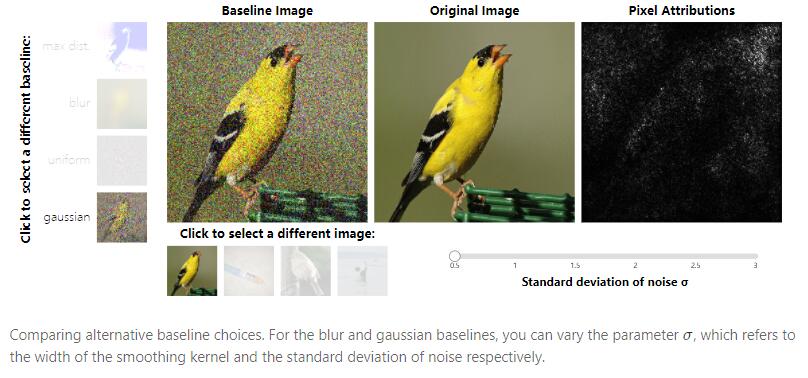 Baseline Image
Original Image
Pixel Attributions
Click to select a different baseline:
max dist.
blur
uniform
gaussian
Click to select a different image:
0.5 1 1.5 2 2.5 3
Standard deviation of noise σ
Comparing alternative baseline choices. For the blur and gaussian baselines, you can vary the parameter σ, which refers to
the width of the smoothing kernel and the standard deviation of noise respectively.